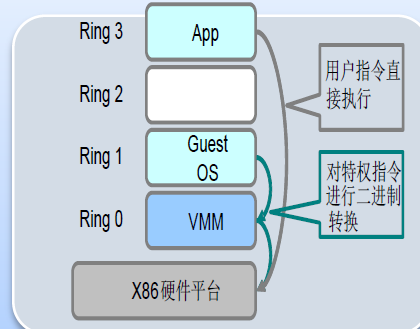 Ring 3
App
用户指令直
接执行
Ring 2
Ring 1
Guest
OS
对特权指令
进行二进制
转换
Ring 0
VMM
X86硬件平台